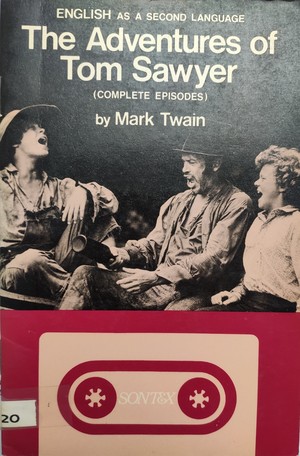 ENGLISH AS A SECOND LANGUAGE
The Adventures of
Tom Sawyer
(COMPLETE EPISODES)
by Mark Twain
SONTEX
20